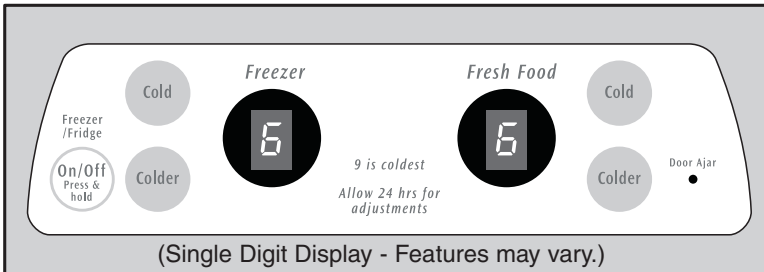 Freezer
Fresh Food
Cold
Cold
Freezer
/Fridge
6
6
On/Off
Press &
hold
Colder
9 is coldest
Allow 24 hrs for
adjustments
Colder
Door Ajar
(Single Digit Display - Features may vary.)